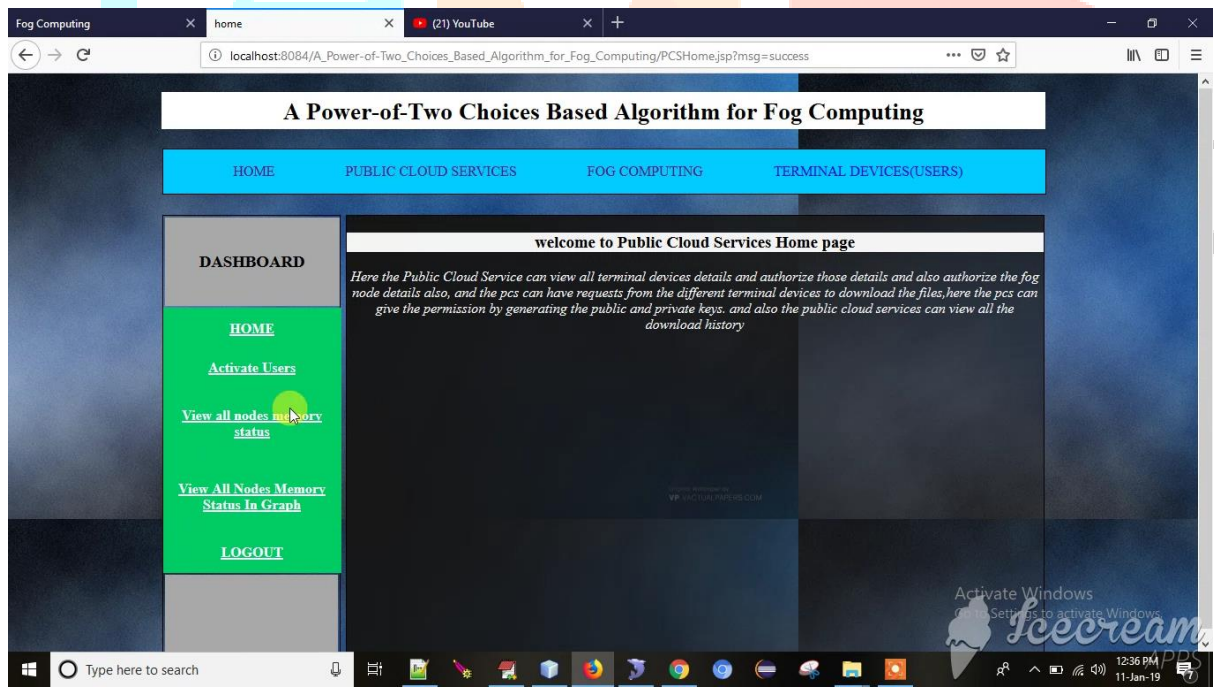 Fog Computing
home
(21) YouTube
localhost:8084/A_Power-of-Two_Choices_Based_Algorithm_for_Fog_Computing/PCSHome.jsp?msg=success
A Power-of-Two Choices Based Algorithm for Fog Computing
HOME
PUBLIC CLOUD SERVICES
FOG COMPUTING
TERMINAL DEVICES(USERS)
DASHBOARD
HOME
Activate Users
View all nodes memory
status
View All Nodes Memory
Status In Graph
LOGOUT
welcome to Public Cloud Services Home page
Here the Public Cloud Service can view all terminal devices details and authorize those details and also authorize the fog
node details also, and the pcs can have requests from the different terminal devices to download the files,here the pcs can
give the permission by generating the public and private keys. and also the public cloud services can view all the
download history
Activate Windows
Go to Settings to activate Windows.
Icecream
APPS
Type here to search
12:36 PM
11-Jan-19
7